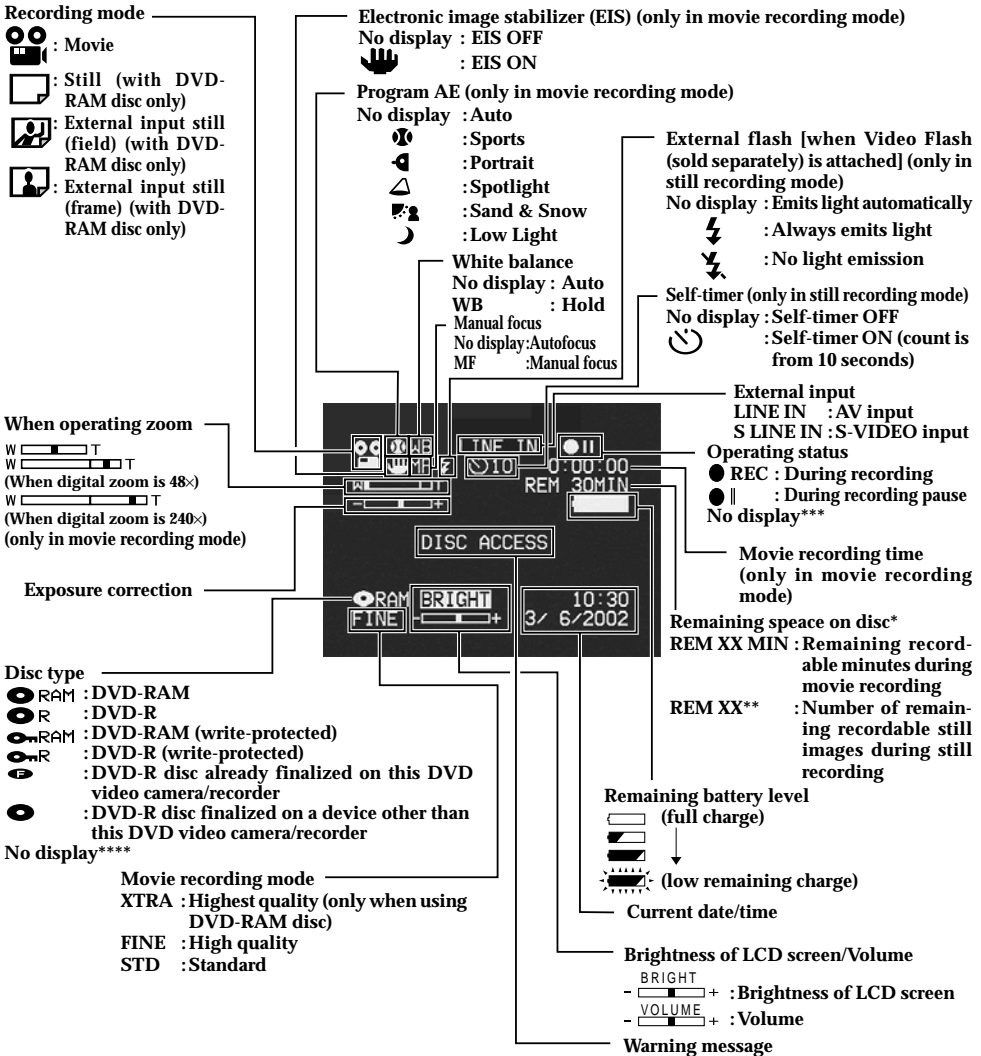 Recording mode
: Movie
: Still (with DVD-
RAM disc only)
: External input still
(field) (with DVD-
RAM disc only)
: External input still
(frame) (with DVD-
RAM disc only)
Electronic image stabilizer (EIS) (only in movie recording mode)
No display : EIS OFF
: EIS ON
Program AE (only in movie recording mode)
No display : Auto
: Sports
: Portrait
: Spotlight
: Sand & Snow
: Low Light
White balance
No display : Auto
WB : Hold
Manual focus
No display : Autofocus
MF : Manual focus
External flash [when Video Flash
(sold separately) is attached] (only in
still recording mode)
No display : Emits light automatically
: Always emits light
: No light emission
Self-timer (only in still recording mode)
No display : Self-timer OFF
: Self-timer ON (count is
from 10 seconds)
External input
LINE IN : AV input
S LINE IN : S-VIDEO input
Operating status
● REC : During recording
●|| : During recording pause
No display***
Movie recording time
(only in movie recording
mode)
Remaining speace on disc*
REM XX MIN : Remaining record-
able minutes during
movie recording
REM XX** : Number of remain-
ing recordable still
images during still
recording
When operating zoom
W T
W T
(When digital zoom is 48×)
W T
(When digital zoom is 240×)
(only in movie recording mode)
Exposure correction
WB LINE IN ●II
MF 10 0:00:00
W T REM 30MIN
- +
DISC ACCESS
RAM BRIGHT 10:30
FINE - + 3/ 6/2002
Disc type
RAM : DVD-RAM
R : DVD-R
RAM : DVD-RAM (write-protected)
R : DVD-R (write-protected)
F : DVD-R disc already finalized on this DVD
video camera/recorder
: DVD-R disc finalized on a device other than
this DVD video camera/recorder
No display****
Movie recording mode
XTRA : Highest quality (only when using
DVD-RAM disc)
FINE : High quality
STD : Standard
Remaining battery level
(full charge)
(low remaining charge)
Current date/time
Brightness of LCD screen/Volume
BRIGHT
- + : Brightness of LCD screen
VOLUME
- + : Volume
Warning message